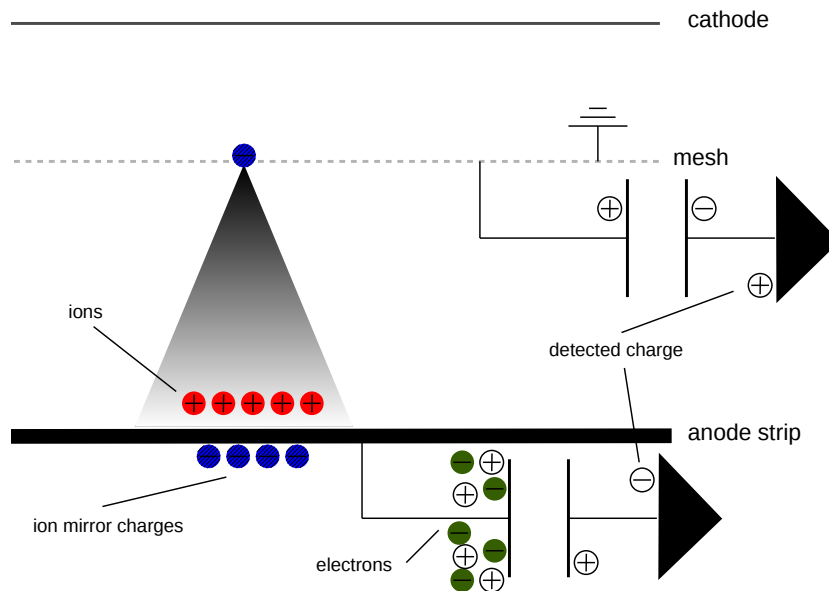 cathode
mesh
ions
detected charge
anode strip
ion mirror charges
electrons